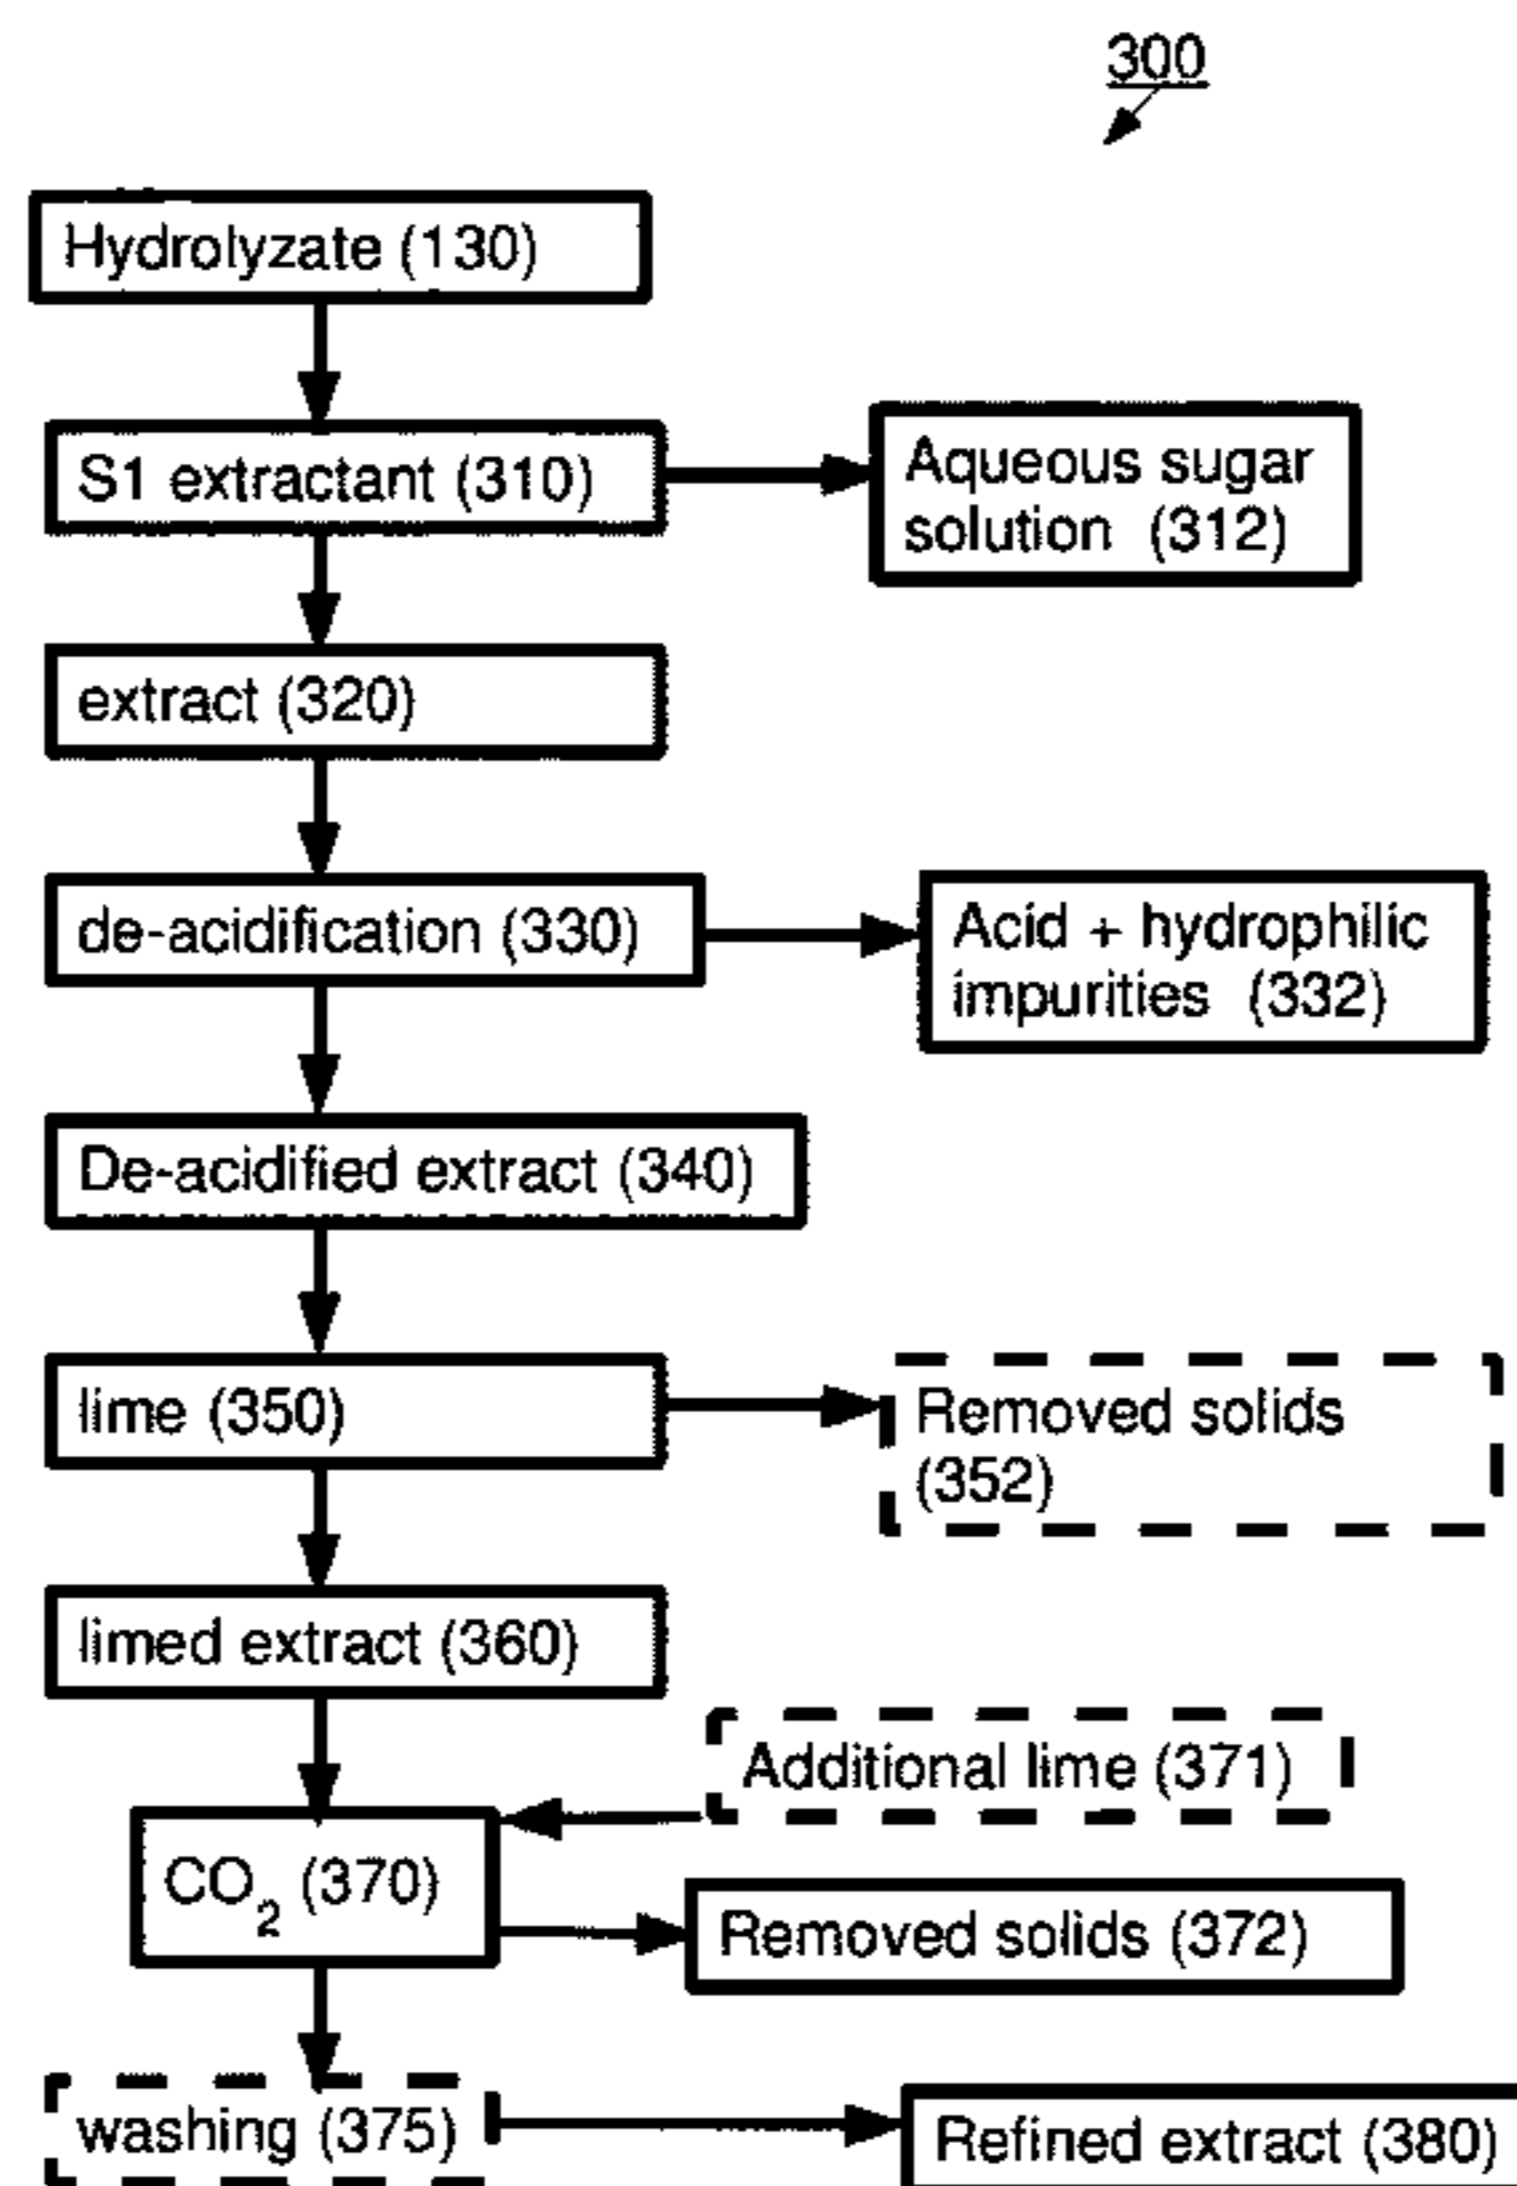 300
Hydrolyzate (130)
S1 extractant (310)
Aqueous sugar
solution (312)
extract (320)
de-acidification (330)
Acid + hydrophilic
impurities (332)
De-acidified extract (340)
lime (350)
Removed solids
(352)
limed extract (360)
Additional lime (371)
CO₂ (370)
Removed solids (372)
washing (375)
Refined extract (380)